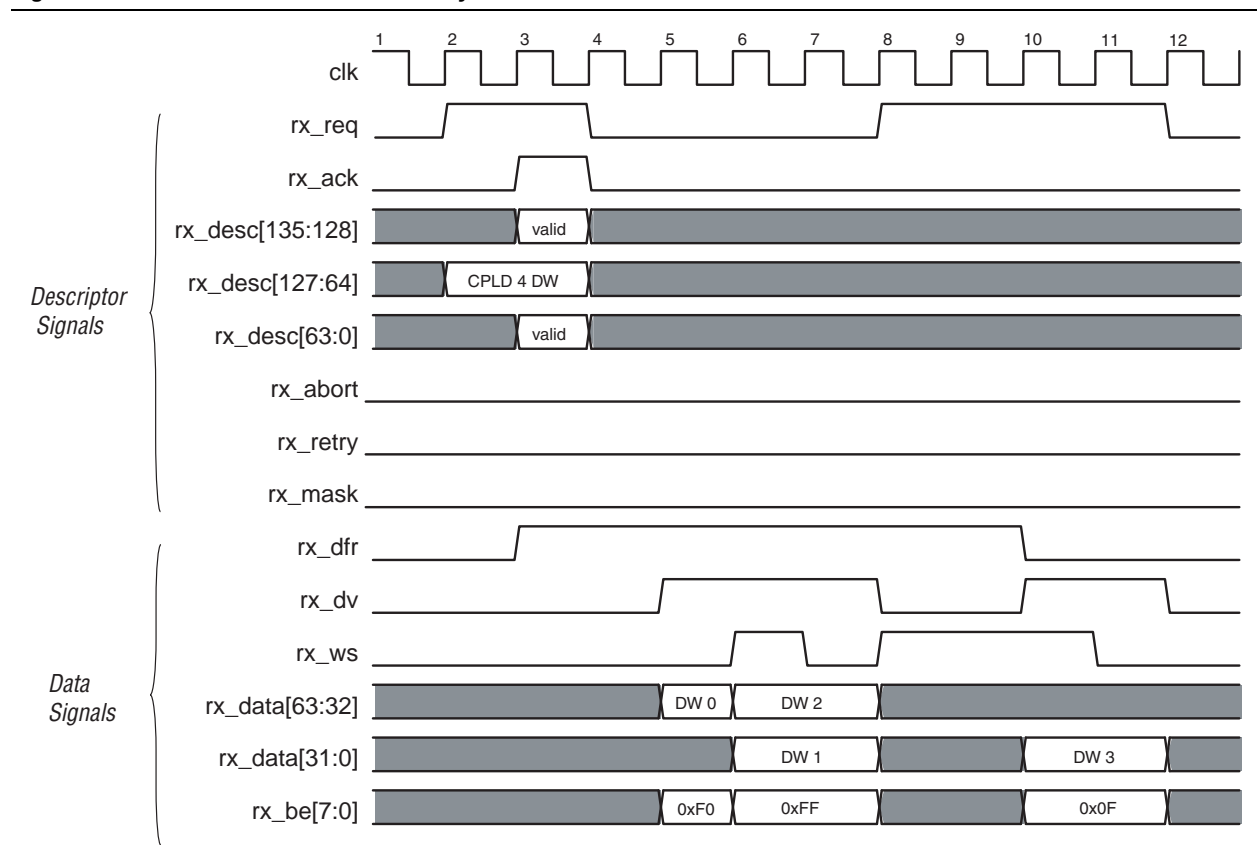 1 2 3 4 5 6 7 8 9 10 11 12
clk
rx_req
rx_ack
rx_desc[135:128] valid
rx_desc[127:64] CPLD 4 DW
rx_desc[63:0] valid
rx_abort
rx_retry
rx_mask
Descriptor
Signals
rx_dfr
rx_dv
rx_ws
rx_data[63:32] DW 0 DW 2
rx_data[31:0] DW 1 DW 3
rx_be[7:0] 0xF0 0xFF 0x0F
Data
Signals